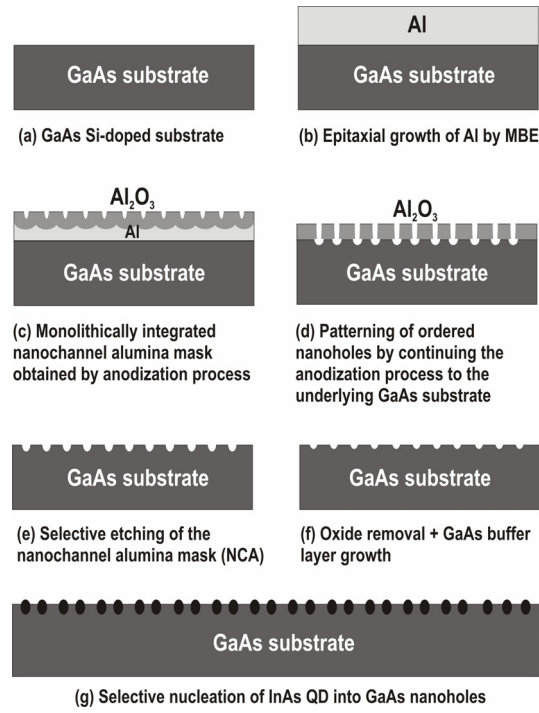 GaAs substrate
(a) GaAs Si-doped substrate
Al
GaAs substrate
(b) Epitaxial growth of Al by MBE
Al₂O₃
Al
GaAs substrate
(c) Monolithically integrated
nanochannel alumina mask
obtained by anodization process
Al₂O₃
GaAs substrate
(d) Patterning of ordered
nanoholes by continuing the
anodization process to the
underlying GaAs substrate
GaAs substrate
(e) Selective etching of the
nanochannel alumina mask (NCA)
GaAs substrate
(f) Oxide removal + GaAs buffer
layer growth
GaAs substrate
(g) Selective nucleation of InAs QD into GaAs nanoholes